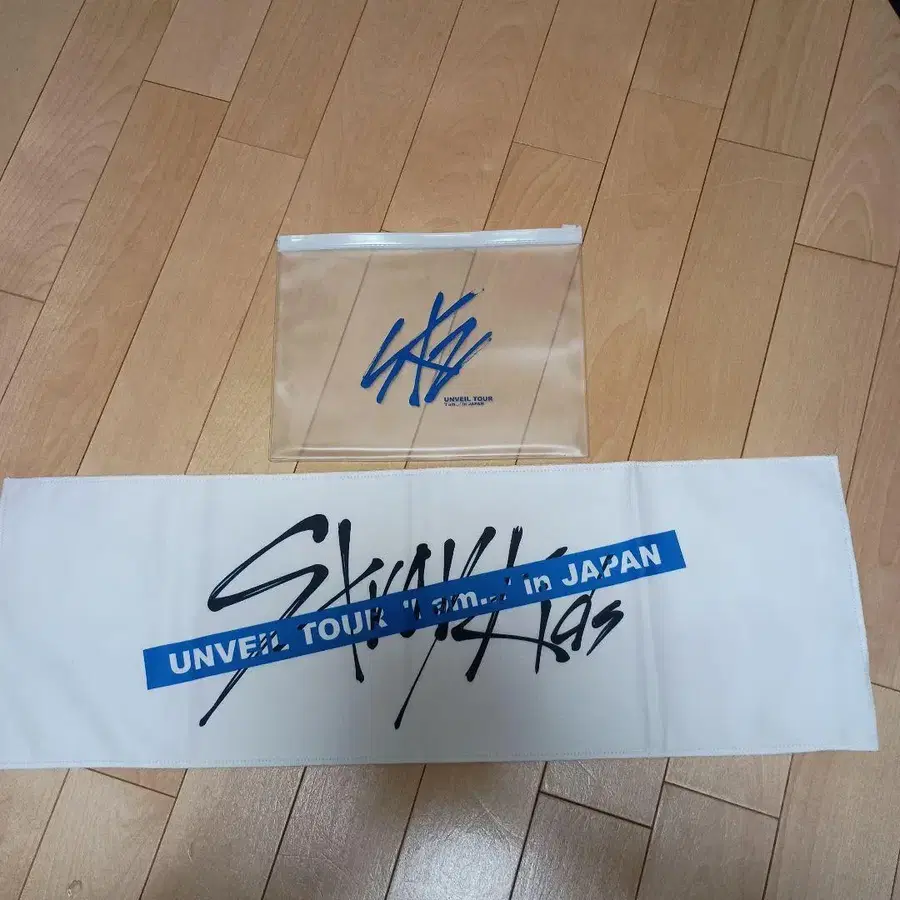 SKZ
UNVEIL TOUR
'I am...' in JAPAN
Stray Kids
UNVEIL TOUR 'I am...' in JAPAN